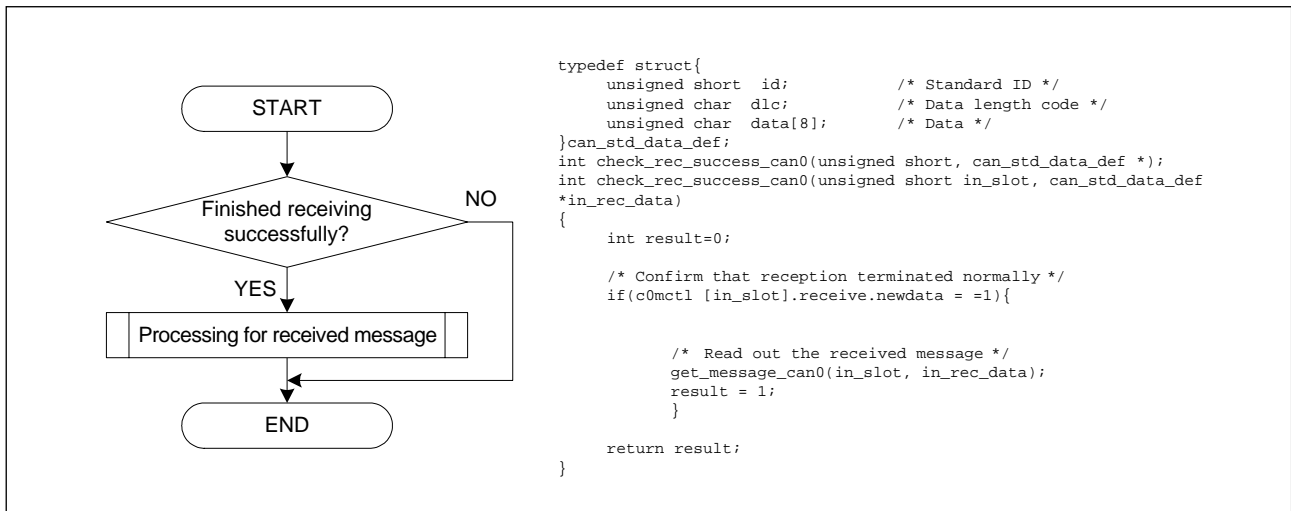 START
Finished receiving
successfully?
NO
YES
Processing for received message
END
typedef struct{
unsigned short id; /* Standard ID */
unsigned char dlc; /* Data length code */
unsigned char data[8]; /* Data */
}can_std_data_def;
int check_rec_success_can0(unsigned short, can_std_data_def *);
int check_rec_success_can0(unsigned short in_slot, can_std_data_def
*in_rec_data)
{
int result=0;
/* Confirm that reception terminated normally */
if(c0mctl [in_slot].receive.newdata = =1){
/* Read out the received message */
get_message_can0(in_slot, in_rec_data);
result = 1;
}
return result;
}